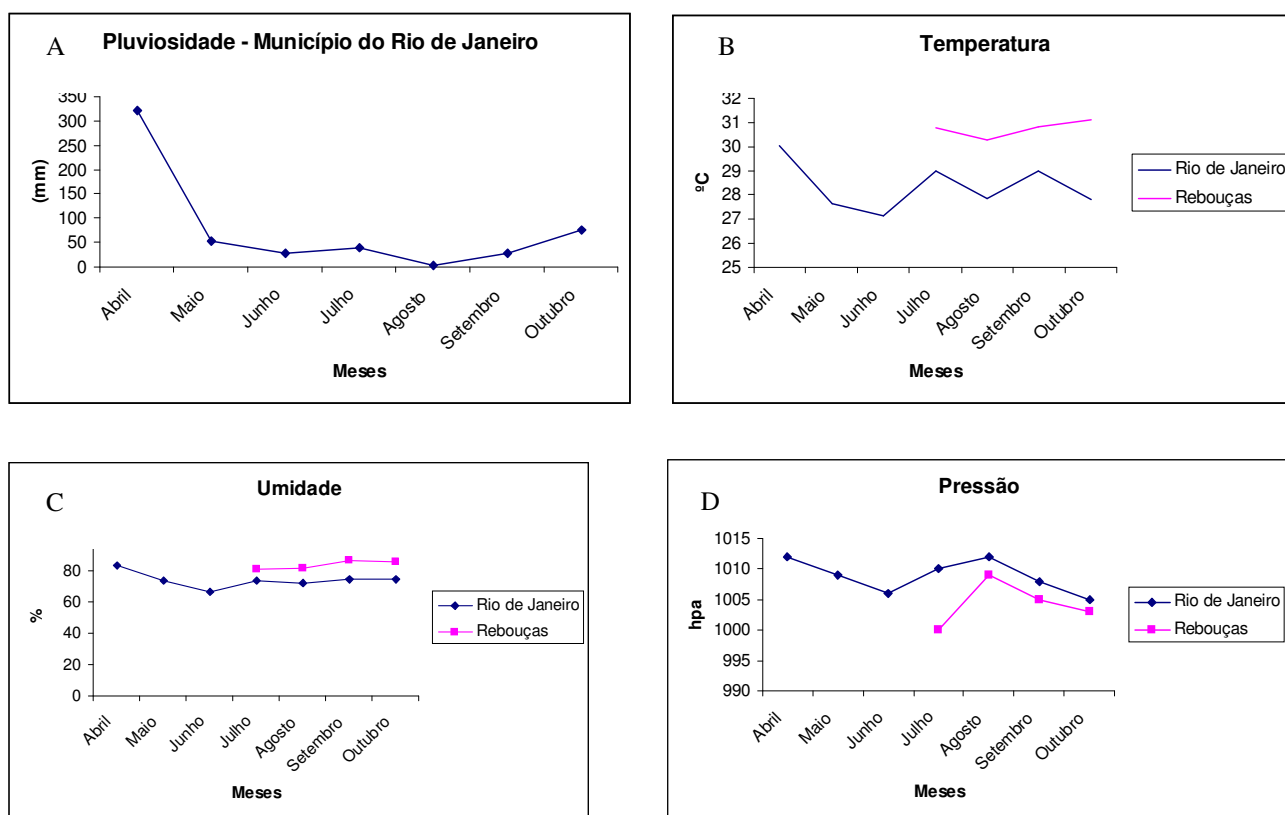 A
Pluviosidade - Município do Rio de Janeiro
(mm)
350
300
250
200
150
100
50
0
Abril
Maio
Junho
Julho
Agosto
Setembro
Outubro
Meses
B
Temperatura
ºC
32
31
30
29
28
27
26
25
Abril
Maio
Junho
Julho
Agosto
Setembro
Outubro
Meses
Rio de Janeiro
Rebouças
C
Umidade
%
80
60
40
20
0
Abril
Maio
Junho
Julho
Agosto
Setembro
Outubro
Meses
Rio de Janeiro
Rebouças
D
Pressão
hpa
1015
1010
1005
1000
995
990
Abril
Maio
Junho
Julho
Agosto
Setembro
Outubro
Meses
Rio de Janeiro
Rebouças